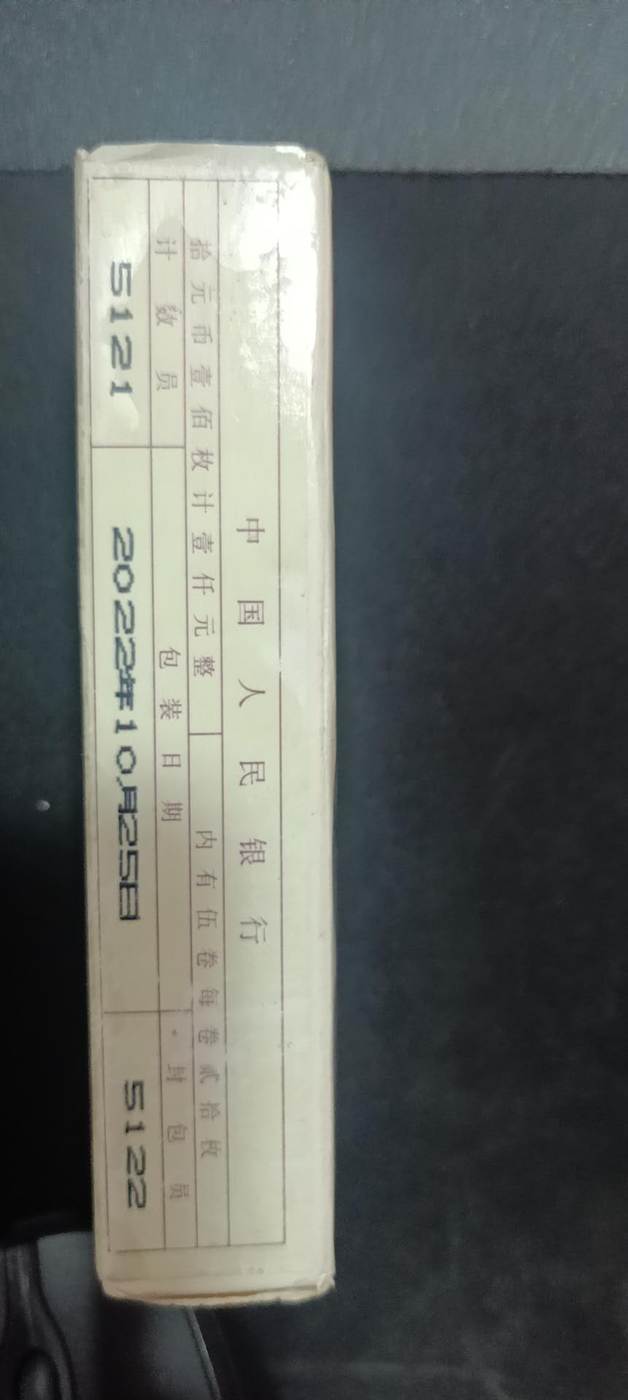 中国人民银行
拾元币壹佰枚计壹仟元整 内有伍卷每卷贰拾枚
计数员 包装日期 封包员
5121 2022年10月25日 5122